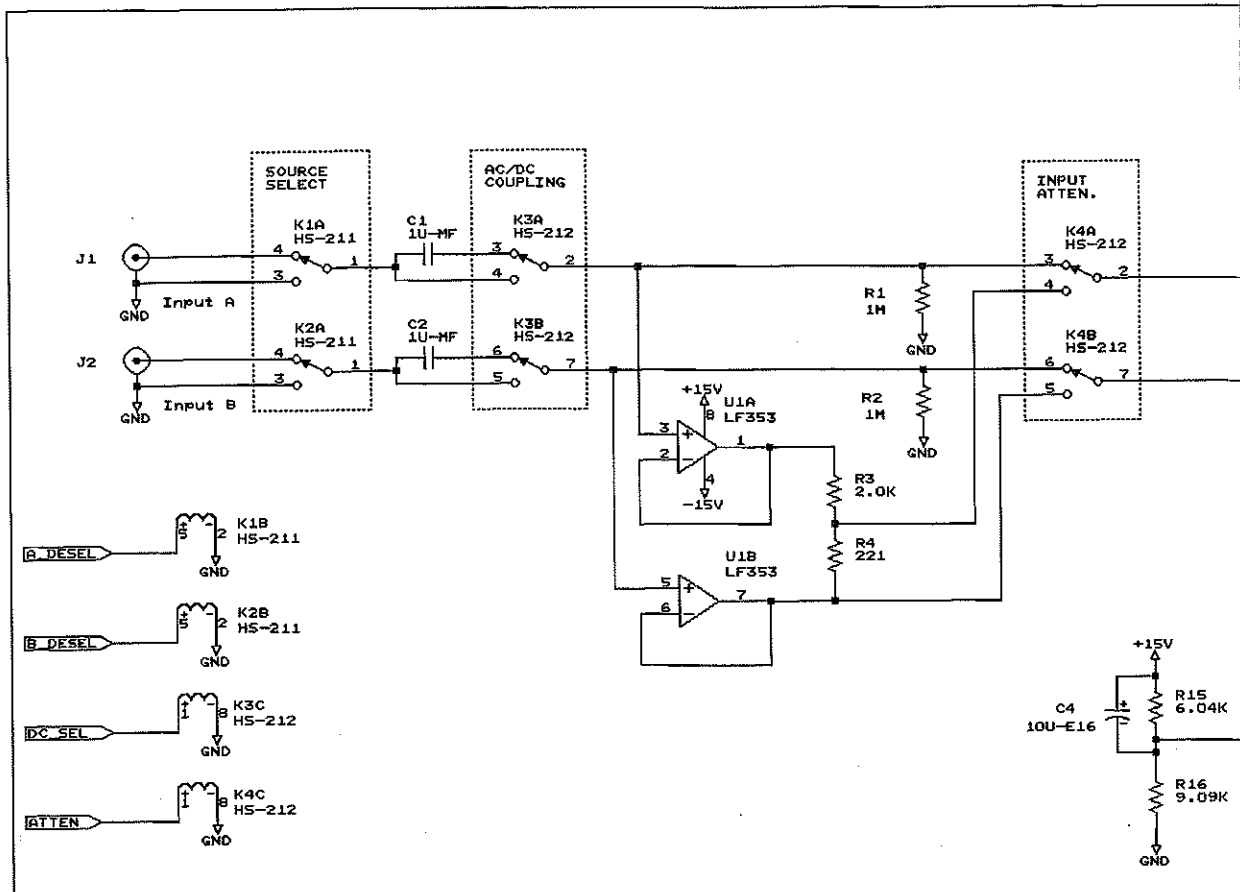 SOURCE
SELECT
AC/DC
COUPLING
INPUT
ATTEN.
K1A
HS-211
C1
1U-MF
K3A
HS-212
K4A
HS-212
J1
4
1
3
3
4
2
3
4
2
GND
Input A
R1
1M
GND
K2A
HS-211
C2
1U-MF
K3B
HS-212
K4B
HS-212
J2
4
1
3
6
5
7
6
5
7
GND
Input B
R2
1M
GND
+15V
8
U1A
LF353
3
+
2
-
1
4
-15V
R3
2.0K
R4
221
U1B
LF353
5
+
6
-
7
A_DESEL
5
+
-
2
K1B
HS-211
GND
B_DESEL
5
+
-
2
K2B
HS-211
GND
DC_SEL
1
+
-
8
K3C
HS-212
GND
ATTEN
1
+
-
8
K4C
HS-212
GND
+15V
C4
10U-E16
+
-
R15
6.04K
R16
9.09K
GND